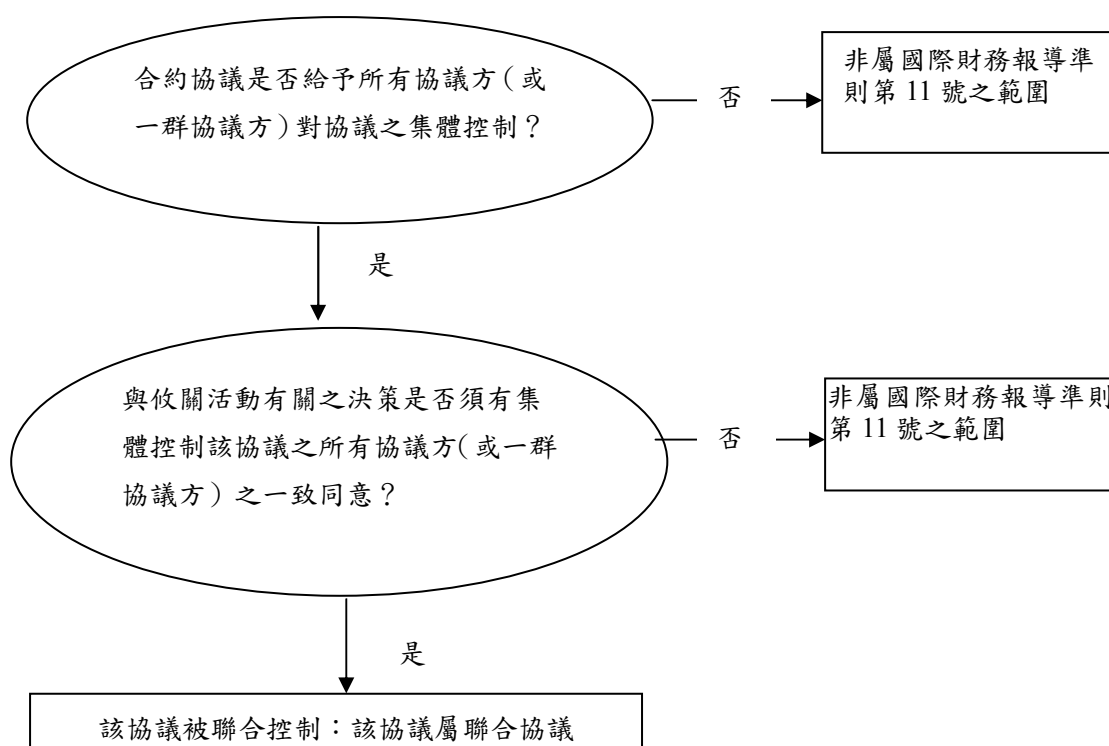 合約協議是否給予所有協議方(或
一群協議方)對協議之集體控制?
否
非屬國際財務報導準
則第 11 號之範圍
是
與攸關活動有關之決策是否須有集
體控制該協議之所有協議方(或一群
協議方)之一致同意?
否
非屬國際財務報導準則
第 11 號之範圍
是
該協議被聯合控制:該協議屬聯合協議